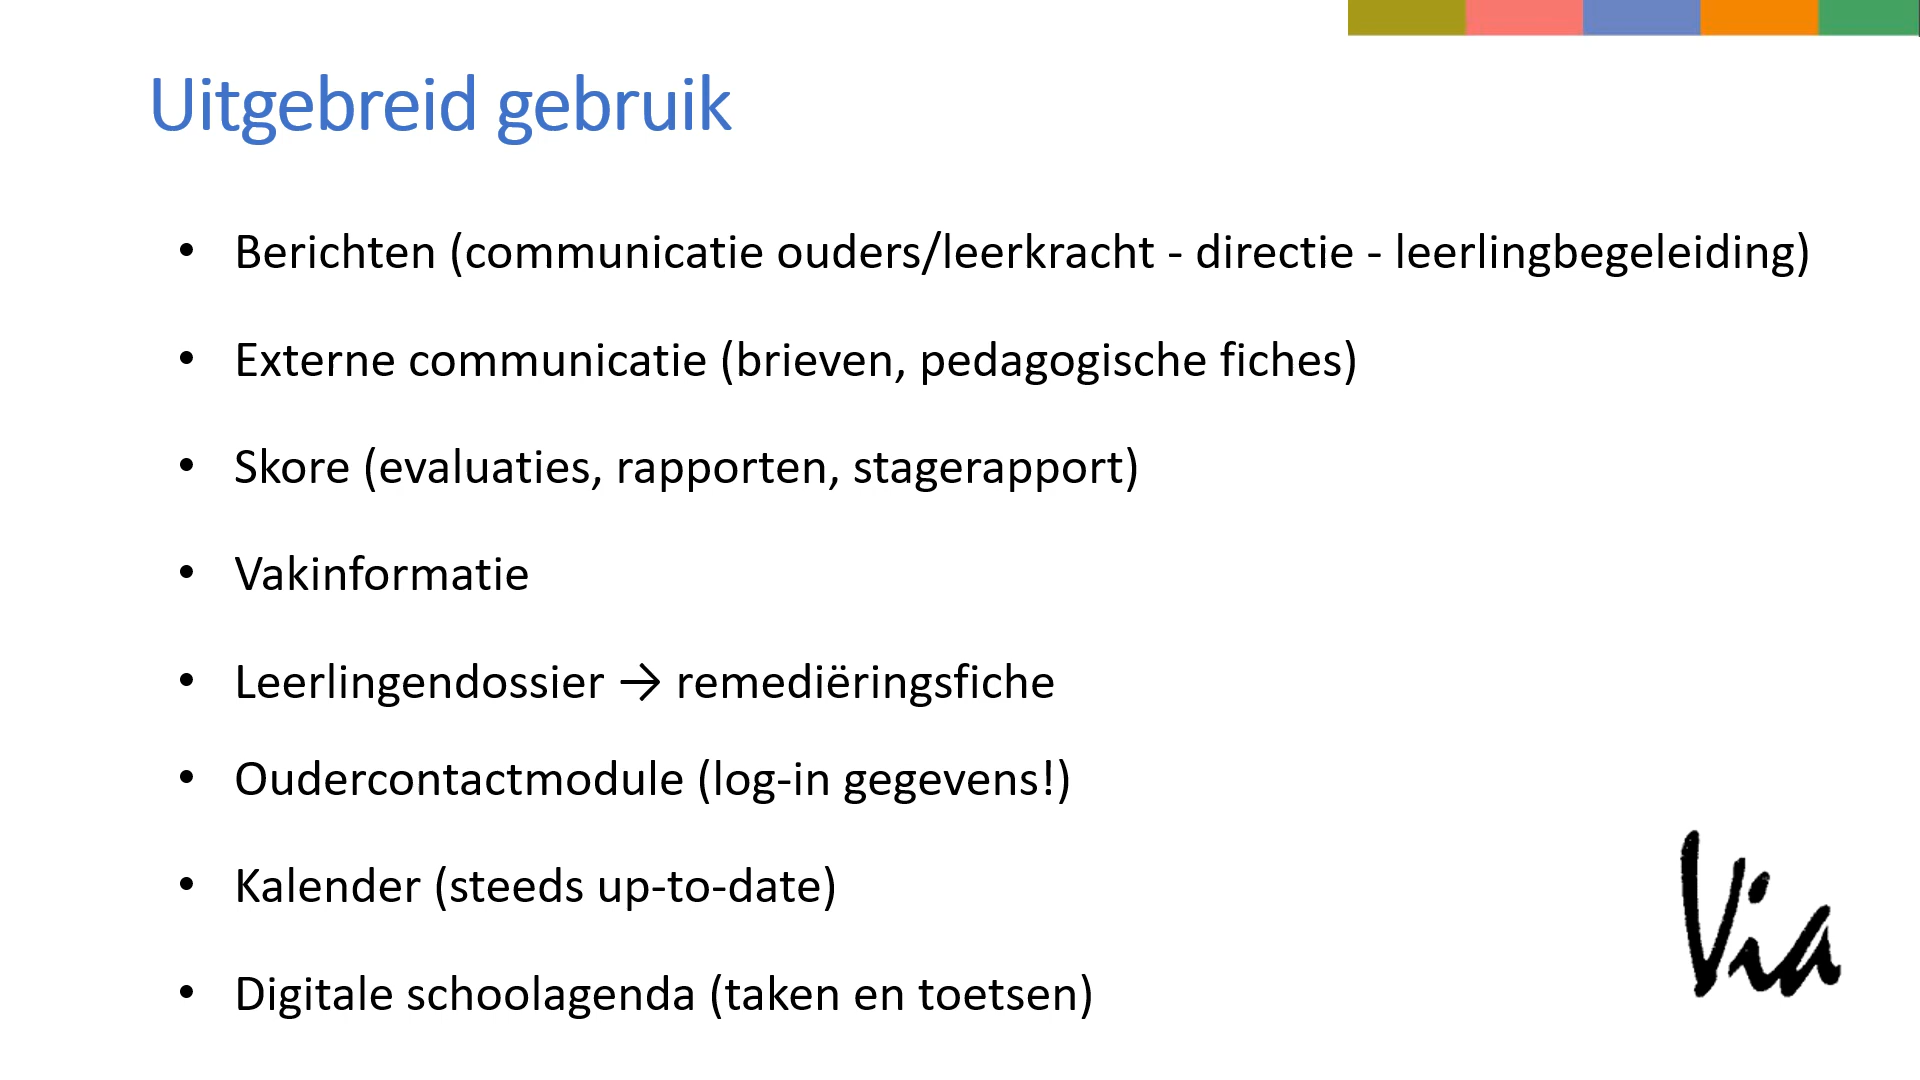 Uitgebreid gebruik
• Berichten (communicatie ouders/leerkracht - directie - leerlingbegeleiding)
• Externe communicatie (brieven, pedagogische fiches)
• Skore (evaluaties, rapporten, stagerapport)
• Vakinformatie
• Leerlingendossier → remediëringsfiche
• Oudercontactmodule (log-in gegevens!)
• Kalender (steeds up-to-date)
• Digitale schoolagenda (taken en toetsen)
Via